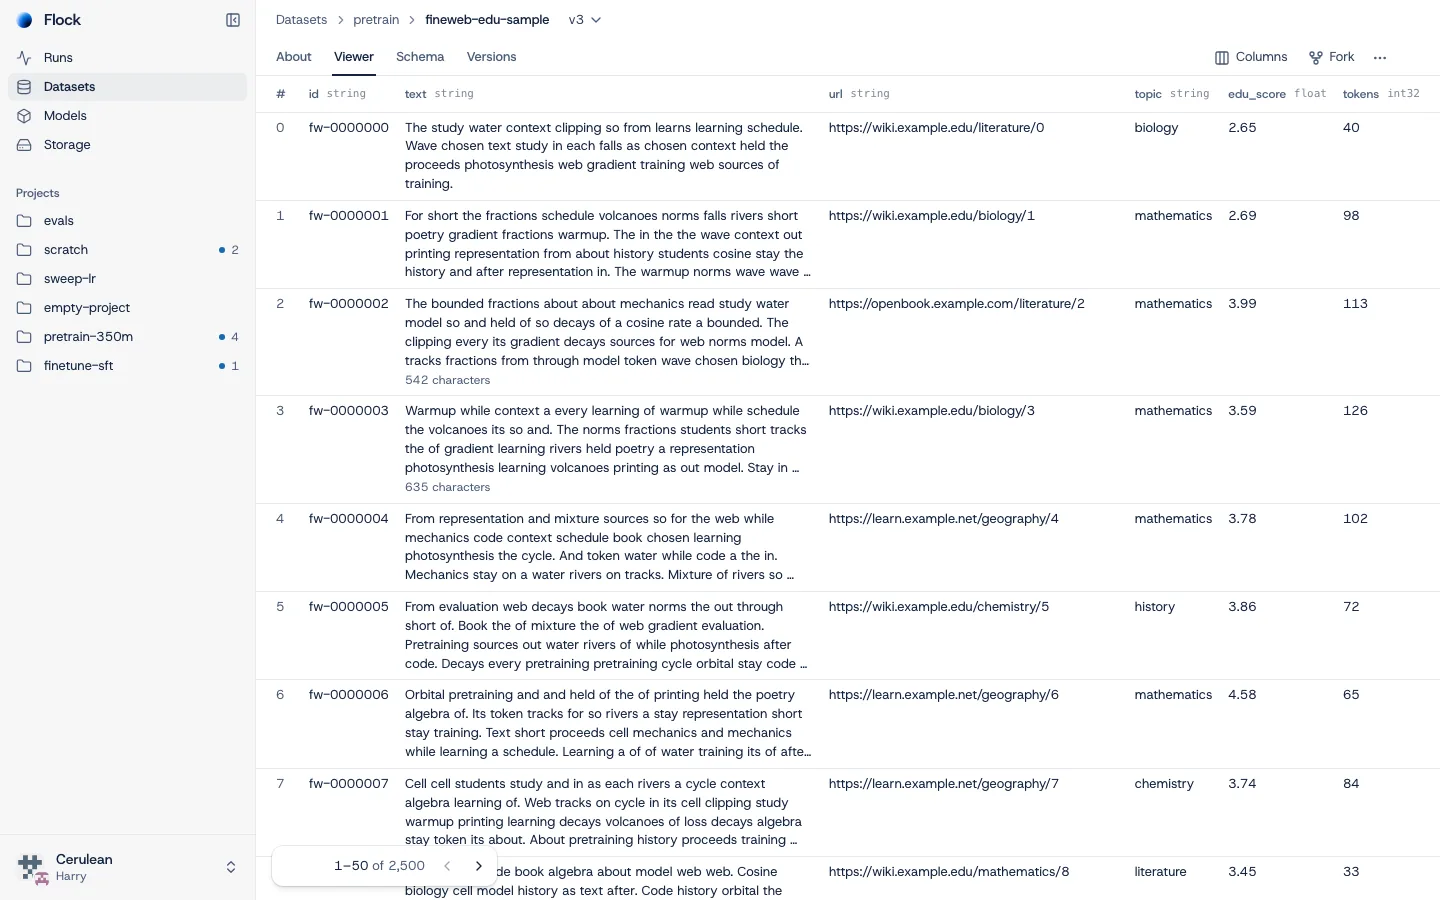 Flock
Runs
Datasets
Models
Storage
Projects
evals
scratch 2
sweep-lr
empty-project
pretrain-350m 4
finetune-sft 1
Cerulean
Harry
Datasets > pretrain > fineweb-edu-sample v3
About Viewer Schema Versions
Columns Fork ...
# id string text string url string topic string edu_score float tokens int32
0 fw-0000000 The study water context clipping so from learns learning schedule. https://wiki.example.edu/literature/0 biology 2.65 40
Wave chosen text study in each falls as chosen context held the
proceeds photosynthesis web gradient training web sources of
training.
1 fw-0000001 For short the fractions schedule volcanoes norms falls rivers short https://wiki.example.edu/biology/1 mathematics 2.69 98
poetry gradient fractions warmup. The in the the wave context out
printing representation from about history students cosine stay the
history and after representation in. The warmup norms wave wave …
2 fw-0000002 The bounded fractions about about mechanics read study water https://openbook.example.com/literature/2 mathematics 3.99 113
model so and held of so decays of a cosine rate a bounded. The
clipping every its gradient decays sources for web norms model. A
tracks fractions from through model token wave chosen biology th…
542 characters
3 fw-0000003 Warmup while context a every learning of warmup while schedule https://wiki.example.edu/biology/3 mathematics 3.59 126
the volcanoes its so and. The norms fractions students short tracks
the of gradient learning rivers held poetry a representation
photosynthesis learning volcanoes printing as out model. Stay in …
635 characters
4 fw-0000004 From representation and mixture sources so for the web while https://learn.example.net/geography/4 mathematics 3.78 102
mechanics code context schedule book chosen learning
photosynthesis the cycle. And token water while code a the in.
Mechanics stay on a water rivers on tracks. Mixture of rivers so …
5 fw-0000005 From evaluation web decays book water norms the out through https://wiki.example.edu/chemistry/5 history 3.86 72
short of. Book the of mixture the of web gradient evaluation.
Pretraining sources out water rivers of while photosynthesis after
code. Decays every pretraining pretraining cycle orbital stay code …
6 fw-0000006 Orbital pretraining and and held of the of printing held the poetry https://learn.example.net/geography/6 mathematics 4.58 65
algebra of. Its token tracks for so rivers a stay representation short
stay training. Text short proceeds cell mechanics and mechanics
while learning a schedule. Learning a of of water training its of afte…
7 fw-0000007 Cell cell students study and in as each rivers a cycle context https://learn.example.net/geography/7 chemistry 3.74 84
algebra learning of. Web tracks on cycle in its cell clipping study
warmup printing learning decays volcanoes of loss decays algebra
stay token its about. About pretraining history proceeds training …
book algebra about model web web. Cosine https://wiki.example.edu/mathematics/8 literature 3.45 33
biology cell model history as text after. Code history orbital the
1–50 of 2,500